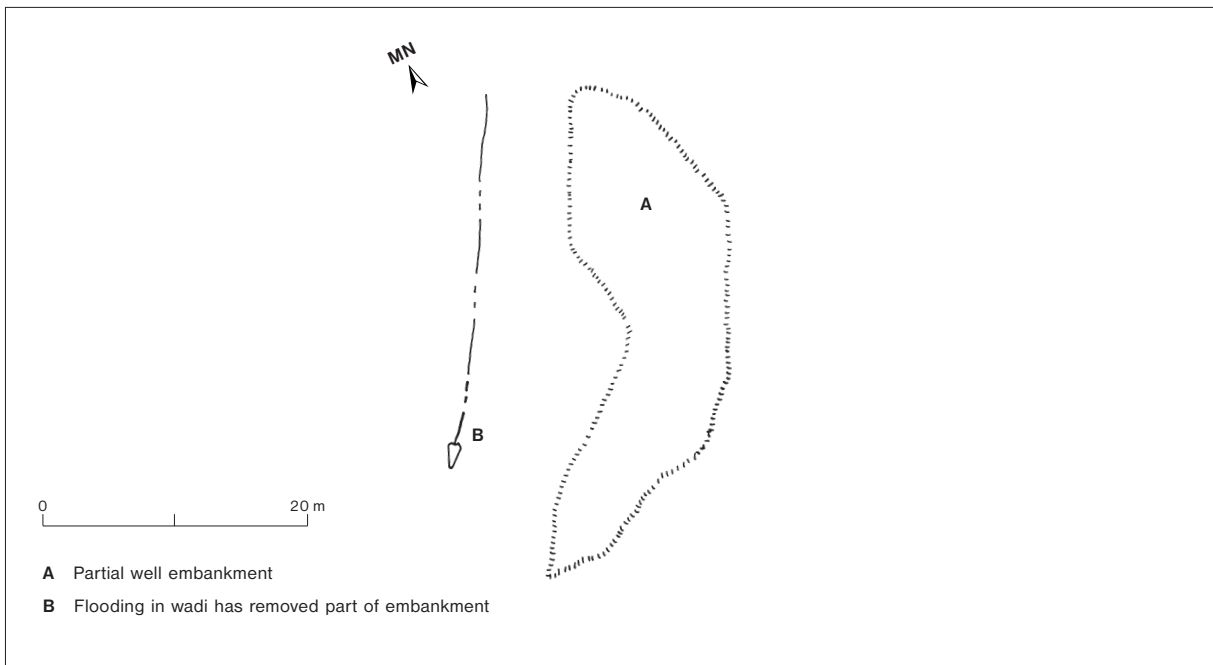 MN
A
B
0 20 m
A Partial well embankment
B Flooding in wadi has removed part of embankment